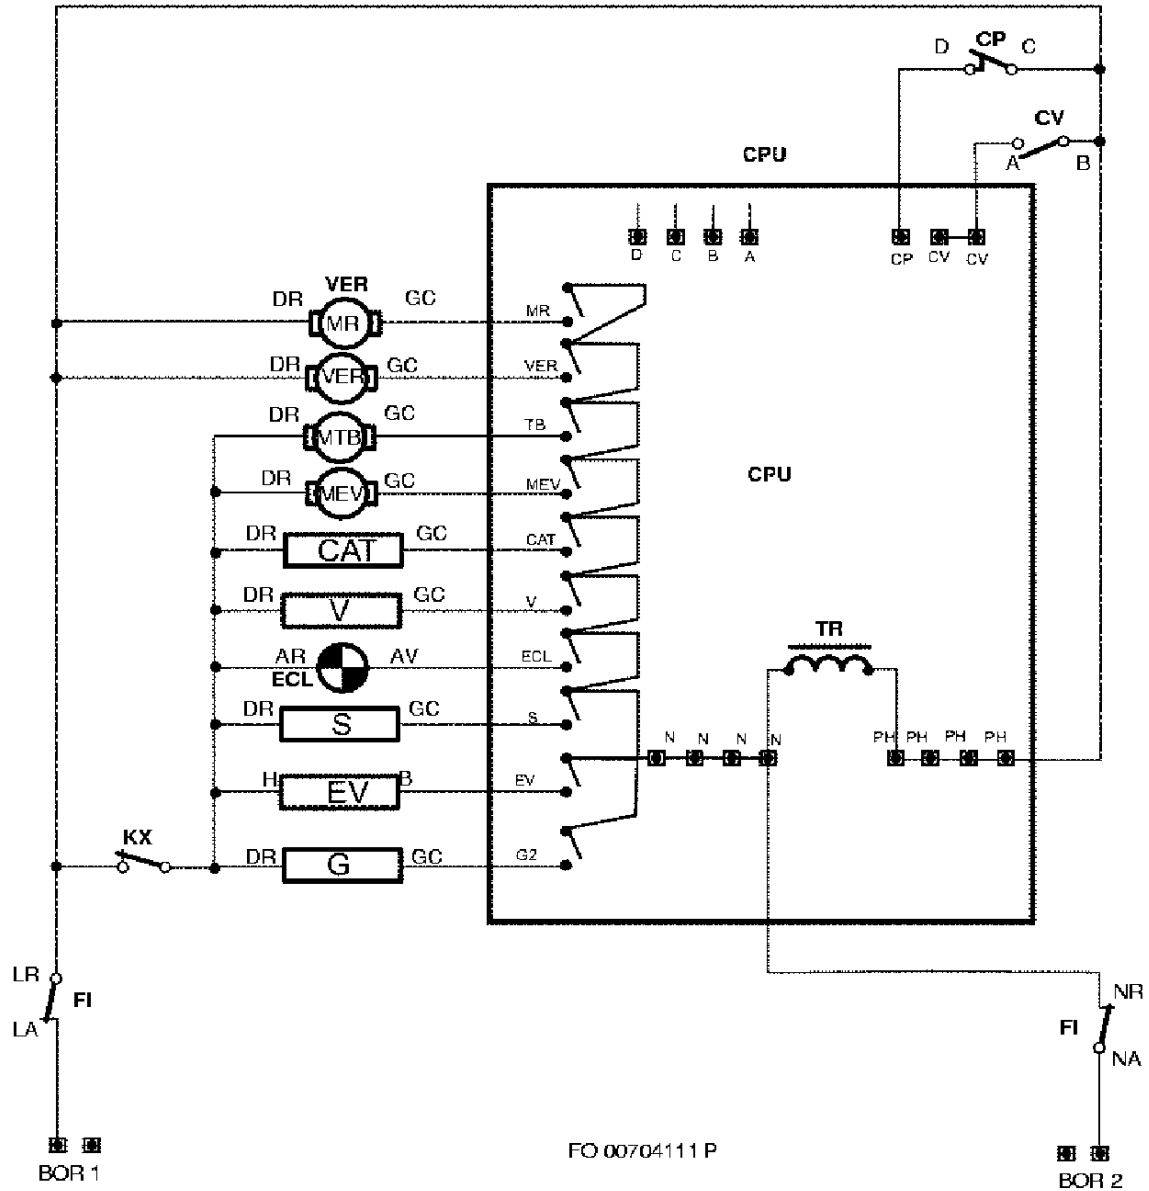 D CP C
CV
A B
CPU
D C B A
CP CV CV
VER
DR MR GC MR
DR VER GC VER
DR MTB GC TB
DR MEV GC MEV
CPU
DR CAT GC CAT
DR V GC V
TR
AR AV ECL
ECL
DR S GC S
N N N N PH PH PH PH
H EV B EV
KX
DR G GC G2
LR FI
LA
NR
FI
NA
FO 00704111 P
BOR 1
BOR 2